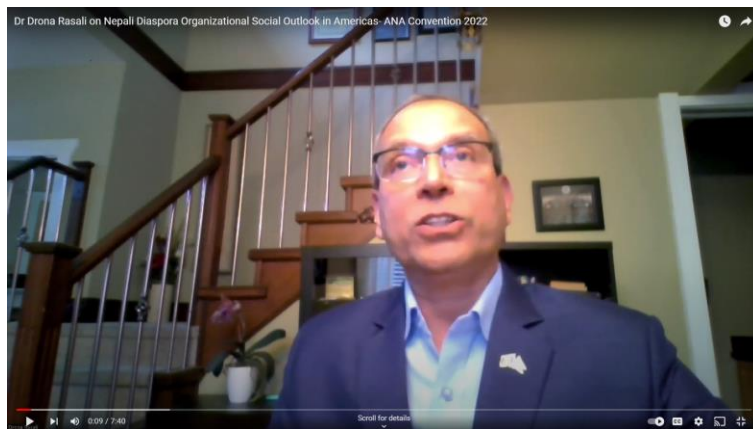 Dr Drona Rasali on Nepali Diaspora Organizational Social Outlook in Americas- ANA Convention 2022
0:09 / 7:40
Scroll for details